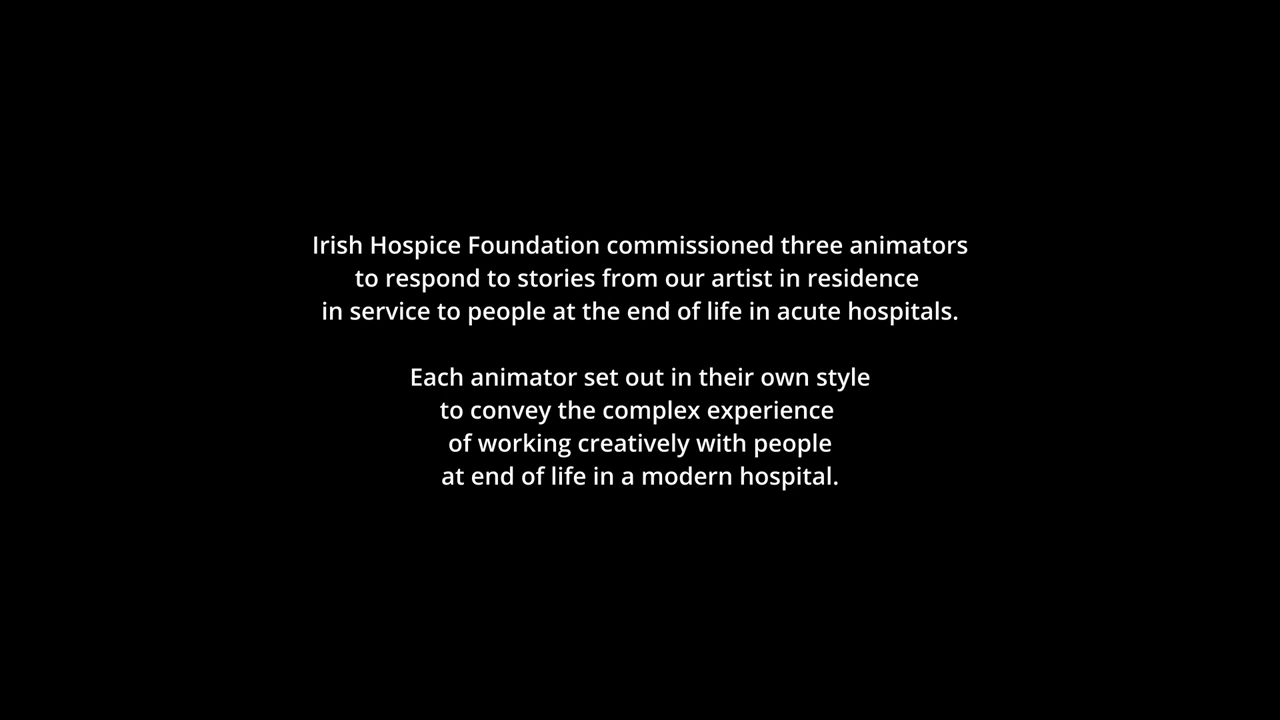 Irish Hospice Foundation commissioned three animators
to respond to stories from our artist in residence
in service to people at the end of life in acute hospitals.
Each animator set out in their own style
to convey the complex experience
of working creatively with people
at end of life in a modern hospital.